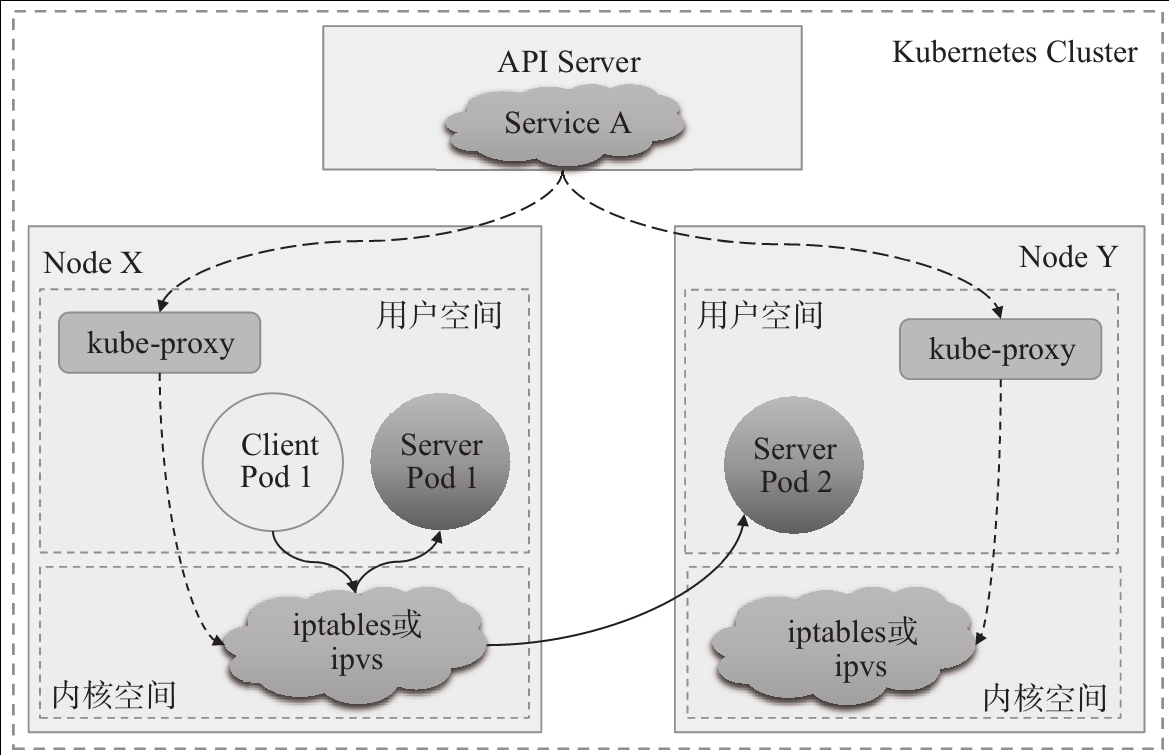 Kubernetes Cluster
API Server
Service A
Node X
用户空间
kube-proxy
Client
Pod 1
Server
Pod 1
iptables或
ipvs
内核空间
Node Y
用户空间
kube-proxy
Server
Pod 2
iptables或
ipvs
内核空间